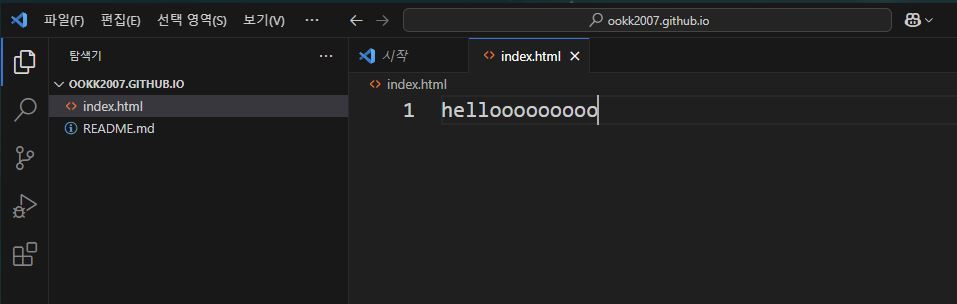 파일(F) 편집(E) 선택 영역(S) 보기(V) ··· ookk2007.github.io
탐색기 ···
OOKK2007.GITHUB.IO
index.html
README.md
시작 index.html
index.html
1 hellooooooooo